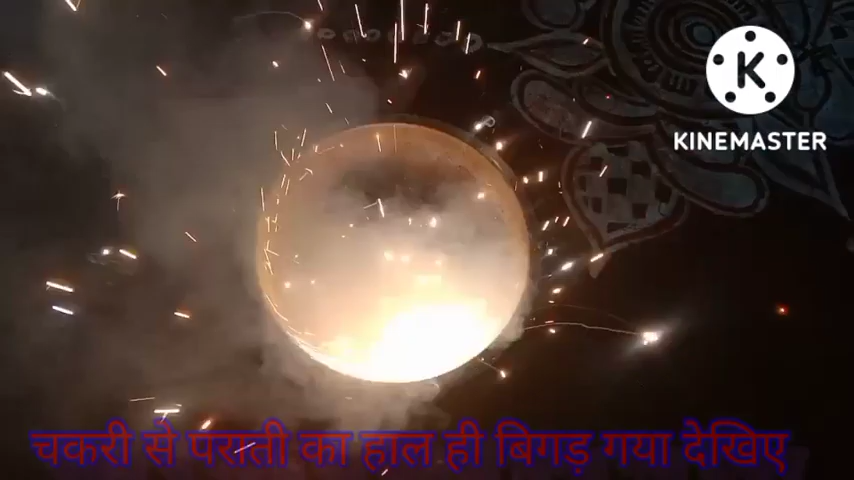 K
KINEMASTER
चकरी से पराती का हाल ही बिगड़ गया देखिए